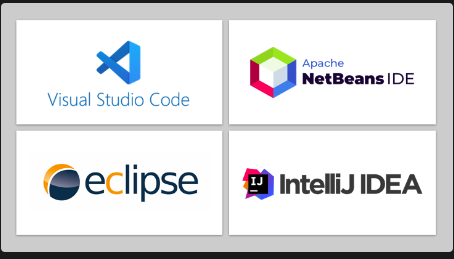 Visual Studio Code
Apache
NetBeans IDE
eclipse
IJ
IntelliJ IDEA